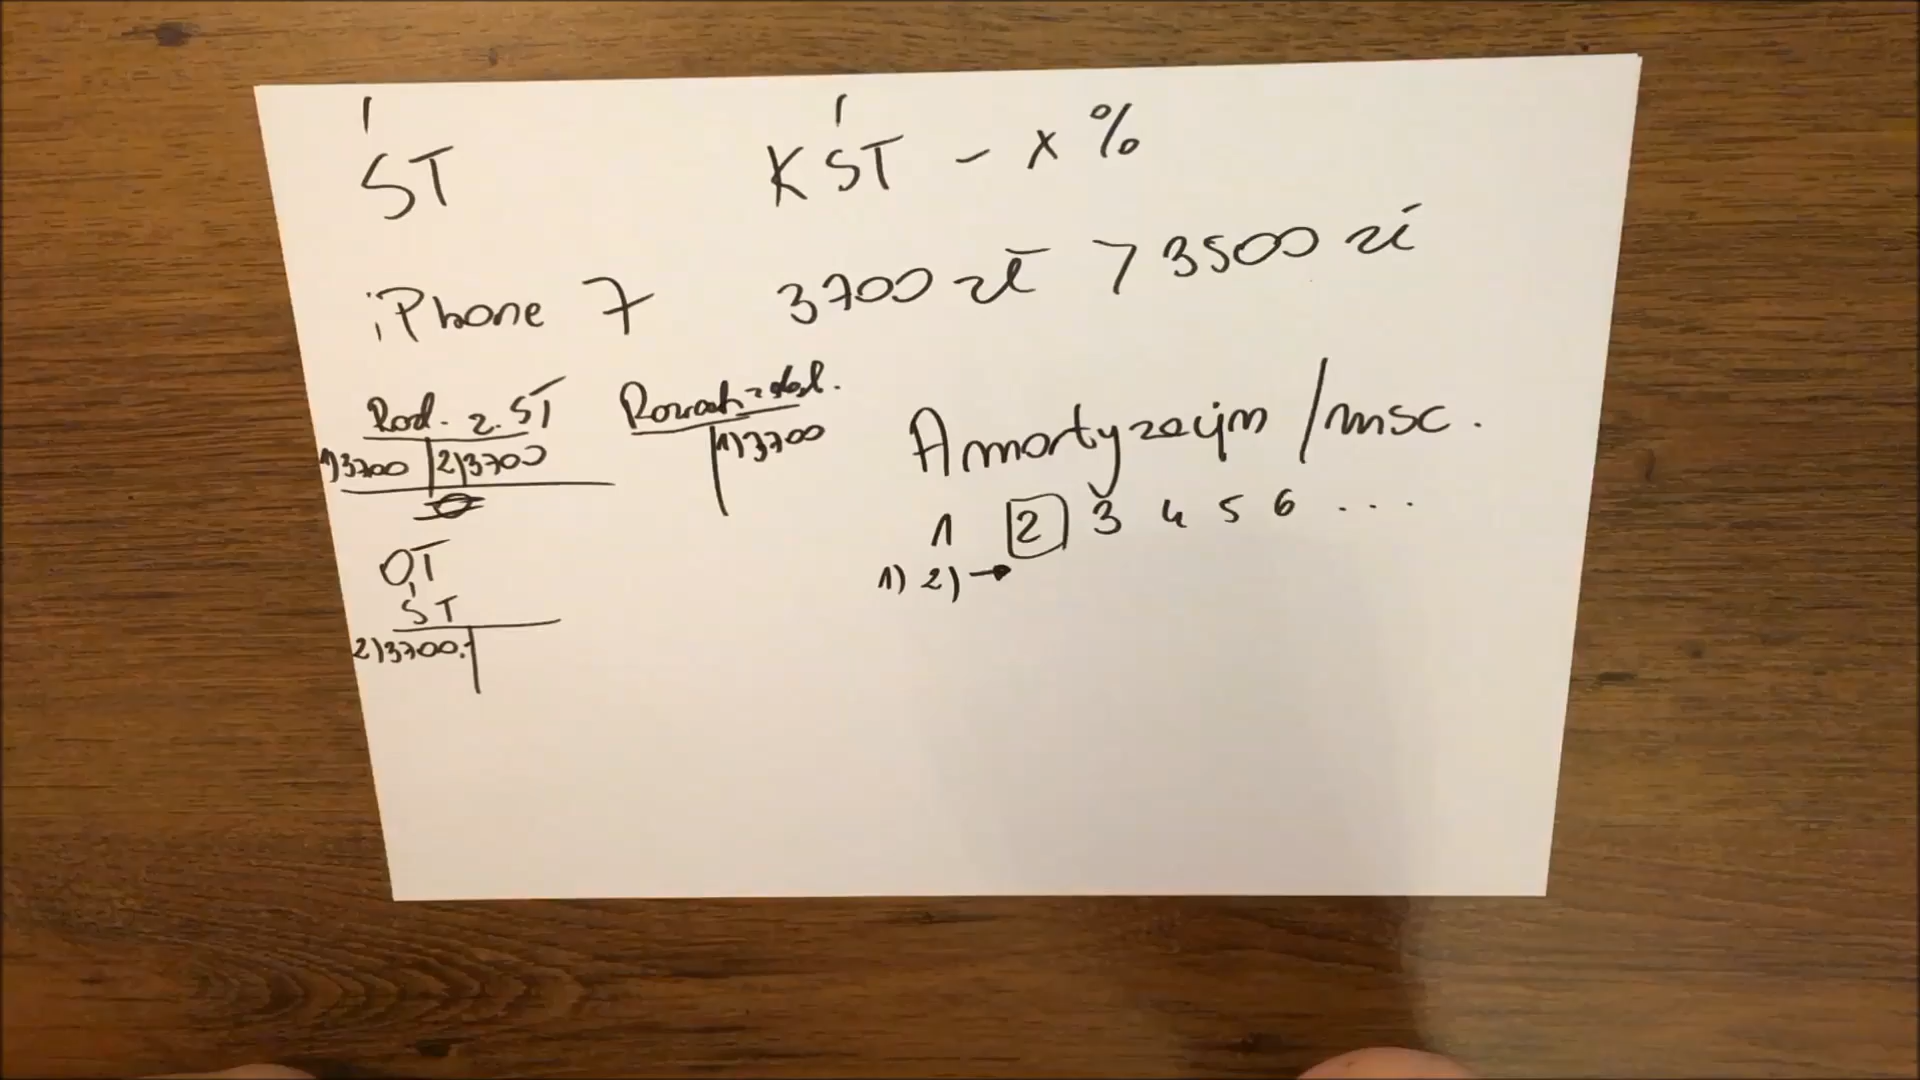 ŚT KŚT - x %
iPhone 7 3700 zł > 3500 zł
Rozl. z. ŚT Rozrach z dost.
1) 3700 2) 3700 1) 3700
0
Amortyzacja /msc.
1 2 3 4 5 6 ...
1) 2) →
OT
ŚT
2) 3700.-